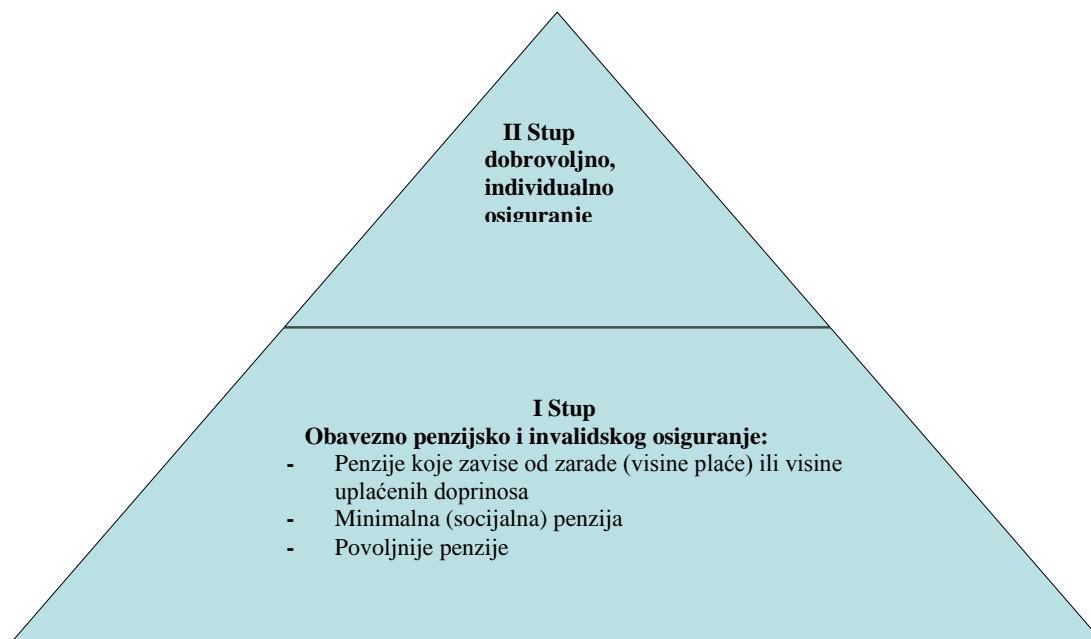 II Stup
dobrovoljno,
individualno
osiguranje
I Stup
Obavezno penzijsko i invalidskog osiguranje:
- Penzije koje zavise od zarade (visine plaće) ili visine
uplaćenih doprinosa
- Minimalna (socijalna) penzija
- Povoljnije penzije